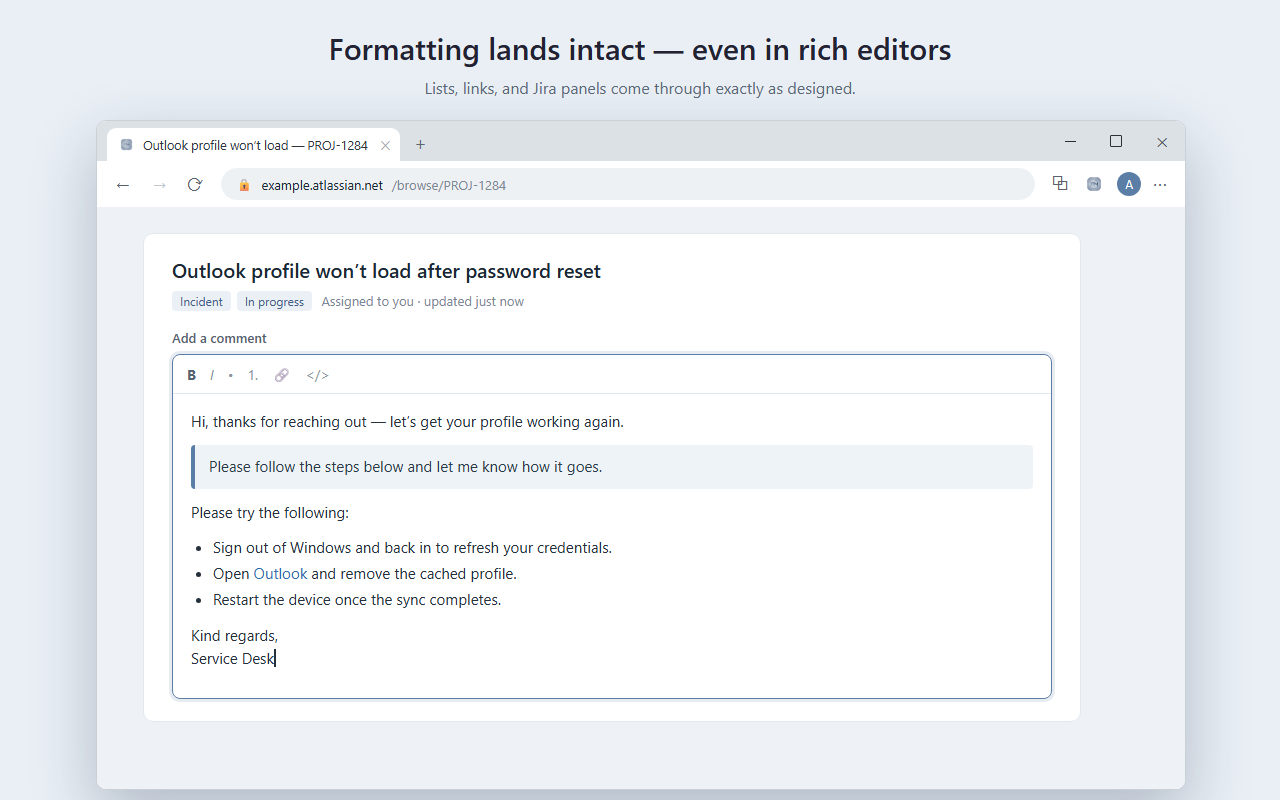 Formatting lands intact — even in rich editors
Lists, links, and Jira panels come through exactly as designed.
Outlook profile won’t load — PROJ-1284
example.atlassian.net /browse/PROJ-1284
A
Outlook profile won’t load after password reset
Incident In progress Assigned to you · updated just now
Add a comment
B I • 1. </>
Hi, thanks for reaching out — let’s get your profile working again.
Please follow the steps below and let me know how it goes.
Please try the following:
• Sign out of Windows and back in to refresh your credentials.
• Open Outlook and remove the cached profile.
• Restart the device once the sync completes.
Kind regards,
Service Desk